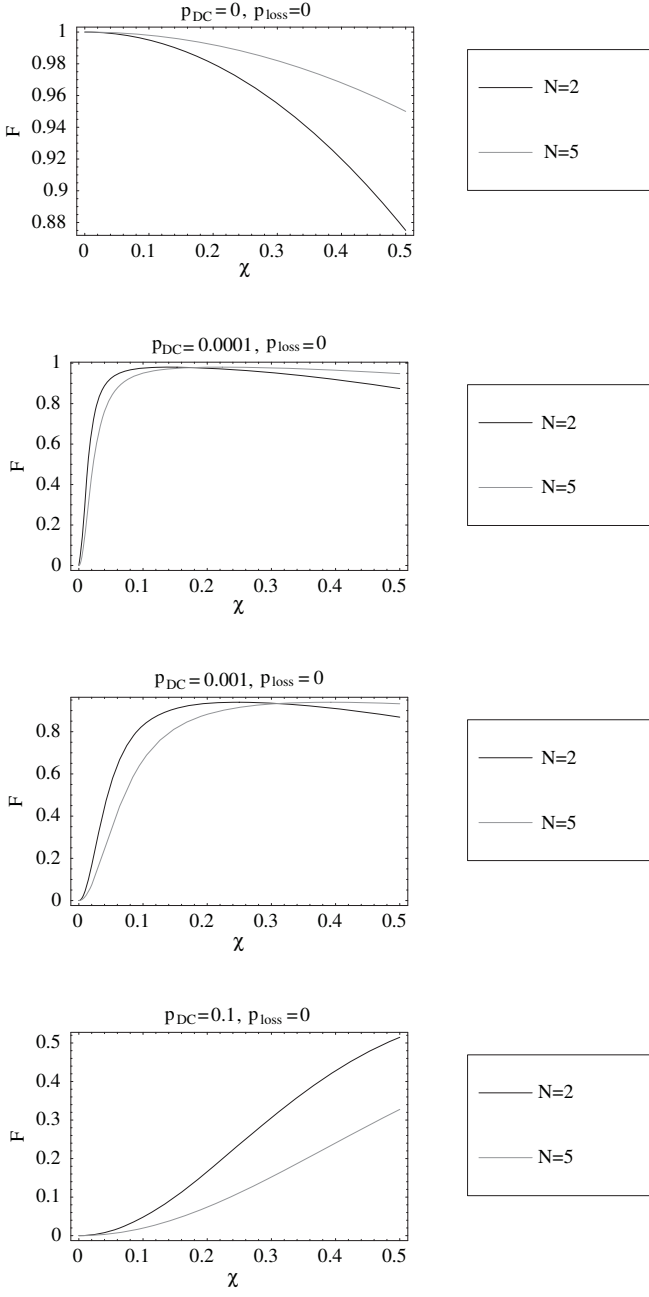 p_DC=0, p_loss=0
1
0.98
0.96
0.94
0.92
0.9
0.88
F
0 0.1 0.2 0.3 0.4 0.5
χ
N=2
N=5
p_DC=0.0001, p_loss=0
1
0.8
0.6
0.4
0.2
0
F
0 0.1 0.2 0.3 0.4 0.5
χ
N=2
N=5
p_DC=0.001, p_loss=0
0.8
0.6
0.4
0.2
0
F
0 0.1 0.2 0.3 0.4 0.5
χ
N=2
N=5
p_DC=0.1, p_loss=0
0.5
0.4
0.3
0.2
0.1
0
F
0 0.1 0.2 0.3 0.4 0.5
χ
N=2
N=5